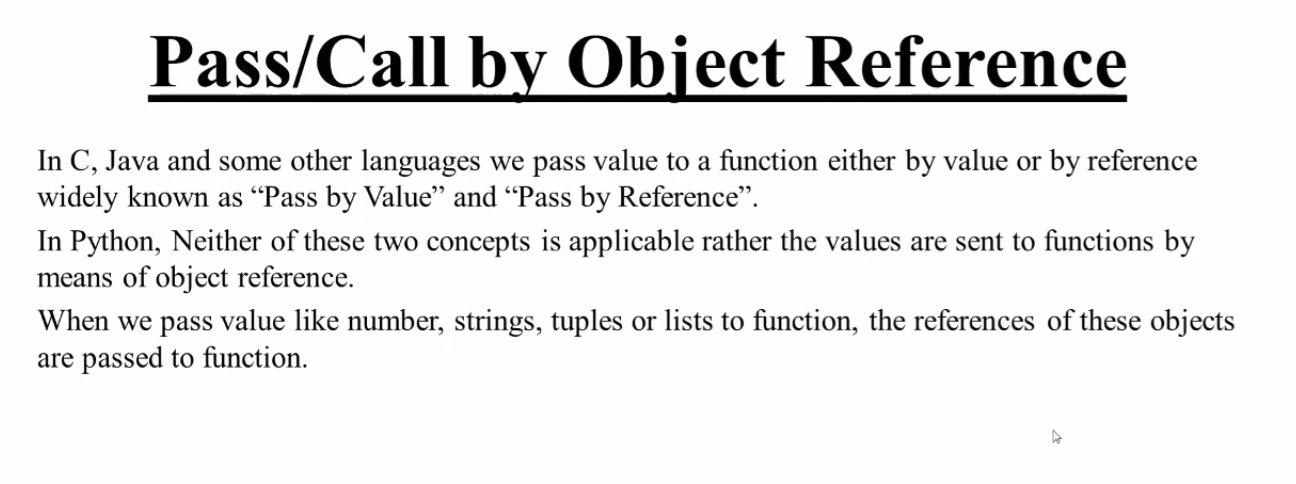 Pass/Call by Object Reference
In C, Java and some other languages we pass value to a function either by value or by reference
widely known as “Pass by Value” and “Pass by Reference”.
In Python, Neither of these two concepts is applicable rather the values are sent to functions by
means of object reference.
When we pass value like number, strings, tuples or lists to function, the references of these objects
are passed to function.